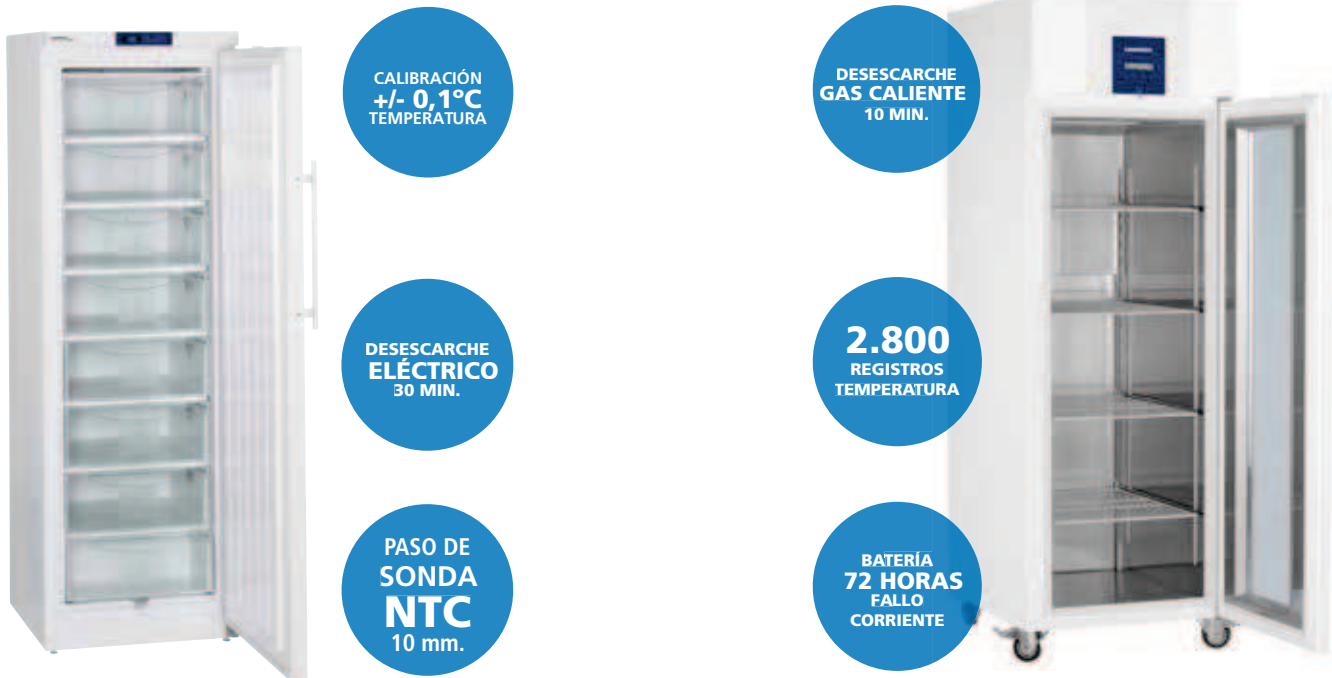 CALIBRACIÓN
+/- 0,1ºC
TEMPERATURA
DESESCARCHE
ELÉCTRICO
30 MIN.
PASO DE
SONDA
NTC
10 mm.
DESESCARCHE
GAS CALIENTE
10 MIN.
2.800
REGISTROS
TEMPERATURA
BATERÍA
72 HORAS
FALLO
CORRIENTE